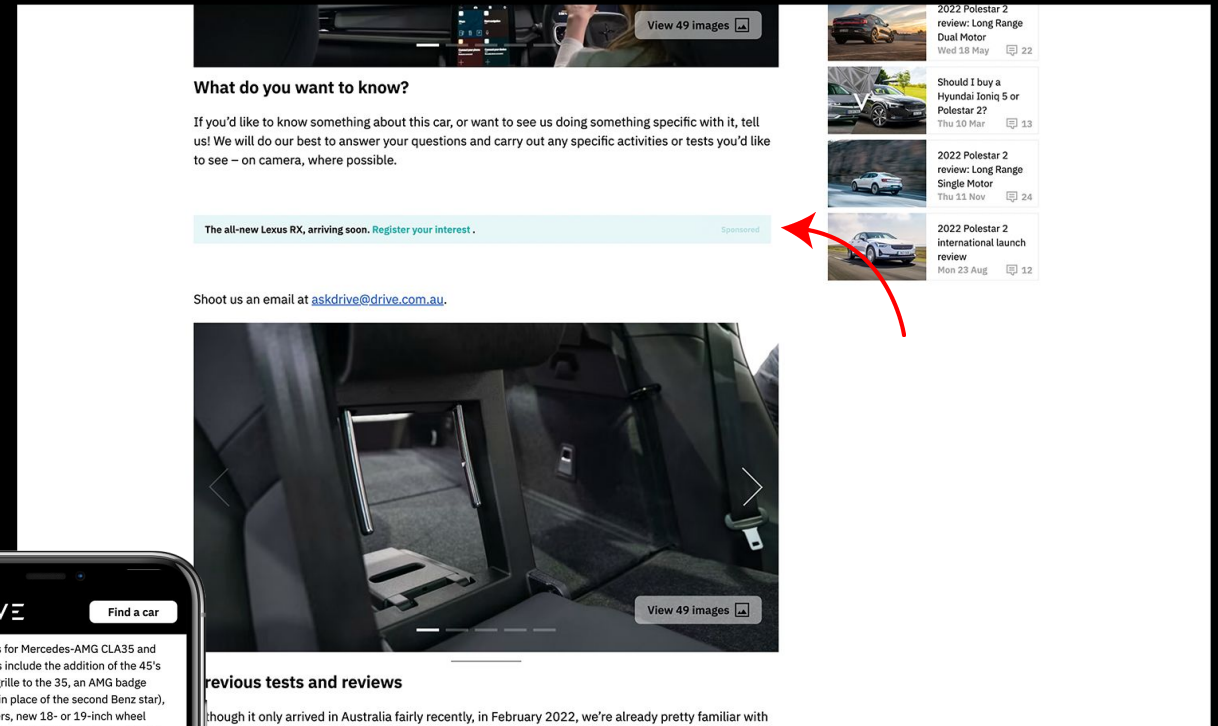 View 49 images
What do you want to know?
If you’d like to know something about this car, or want to see us doing something specific with it, tell
us! We will do our best to answer your questions and carry out any specific activities or tests you’d like
to see – on camera, where possible.
The all-new Lexus RX, arriving soon. Register your interest .
Sponsored
Shoot us an email at askdrive@drive.com.au.
View 49 images
revious tests and reviews
though it only arrived in Australia fairly recently, in February 2022, we’re already pretty familiar with
2022 Polestar 2
review: Long Range
Dual Motor
Wed 18 May 22
Should I buy a
Hyundai Ioniq 5 or
Polestar 2?
Thu 10 Mar 13
2022 Polestar 2
review: Long Range
Single Motor
Thu 11 Nov 24
2022 Polestar 2
international launch
review
Mon 23 Aug 12
VE
Find a car
s for Mercedes-AMG CLA35 and
s include the addition of the 45's
rille to the 35, an AMG badge
in place of the second Benz star),
ers, new 18- or 19-inch wheel